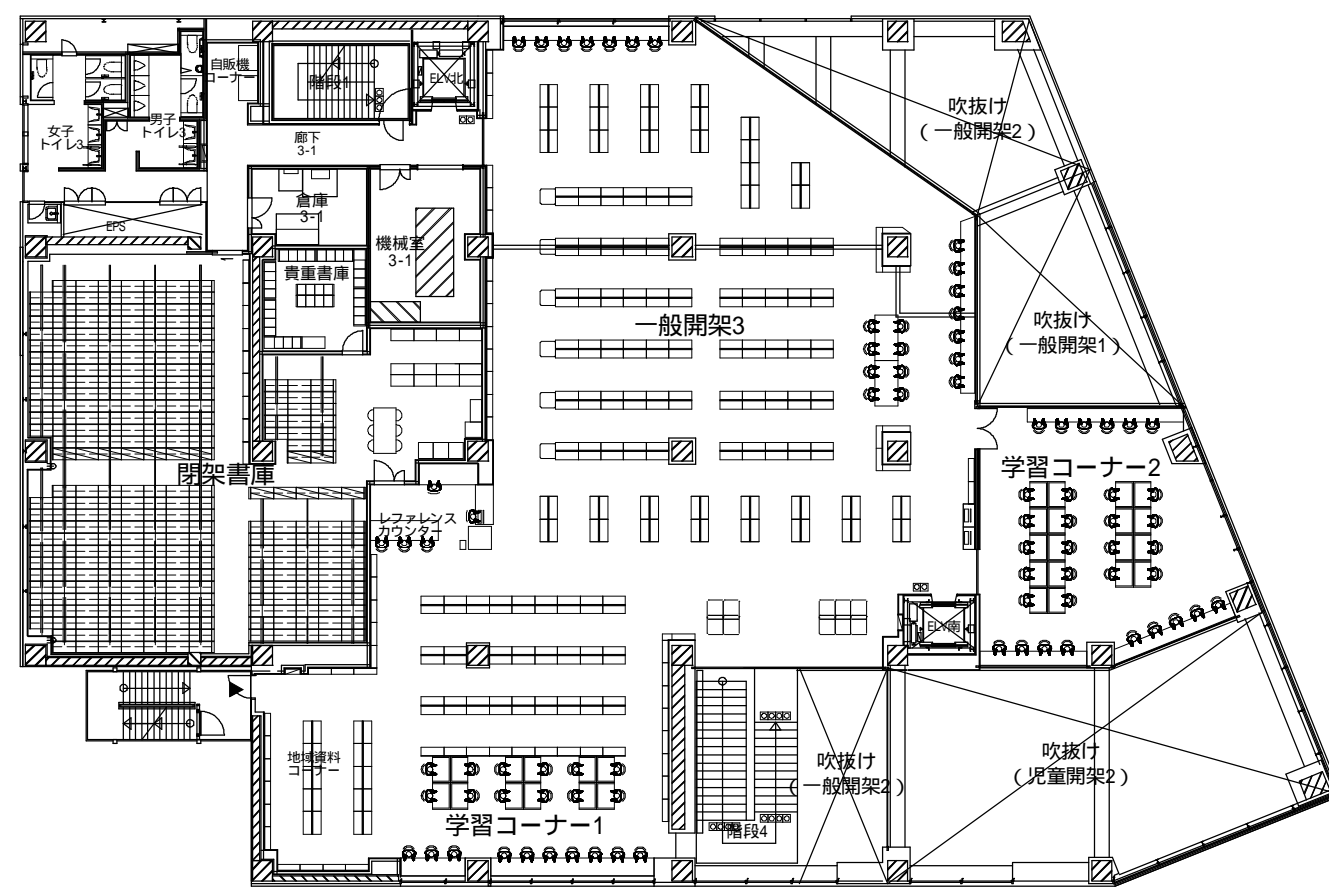 自販機
コーナー
階段1
ELV北
女子
トイレ3
男子
トイレ3
廊下
3-1
吹抜け
（一般開架2）
倉庫
3-1
EPS
機械室
3-1
貴重書庫
一般開架3
吹抜け
（一般開架1）
閉架書庫
学習コーナー2
レファレンス
カウンター
ELV南
地域資料
コーナー
吹抜け
（一般開架2）
吹抜け
（児童開架2）
学習コーナー1
階段4